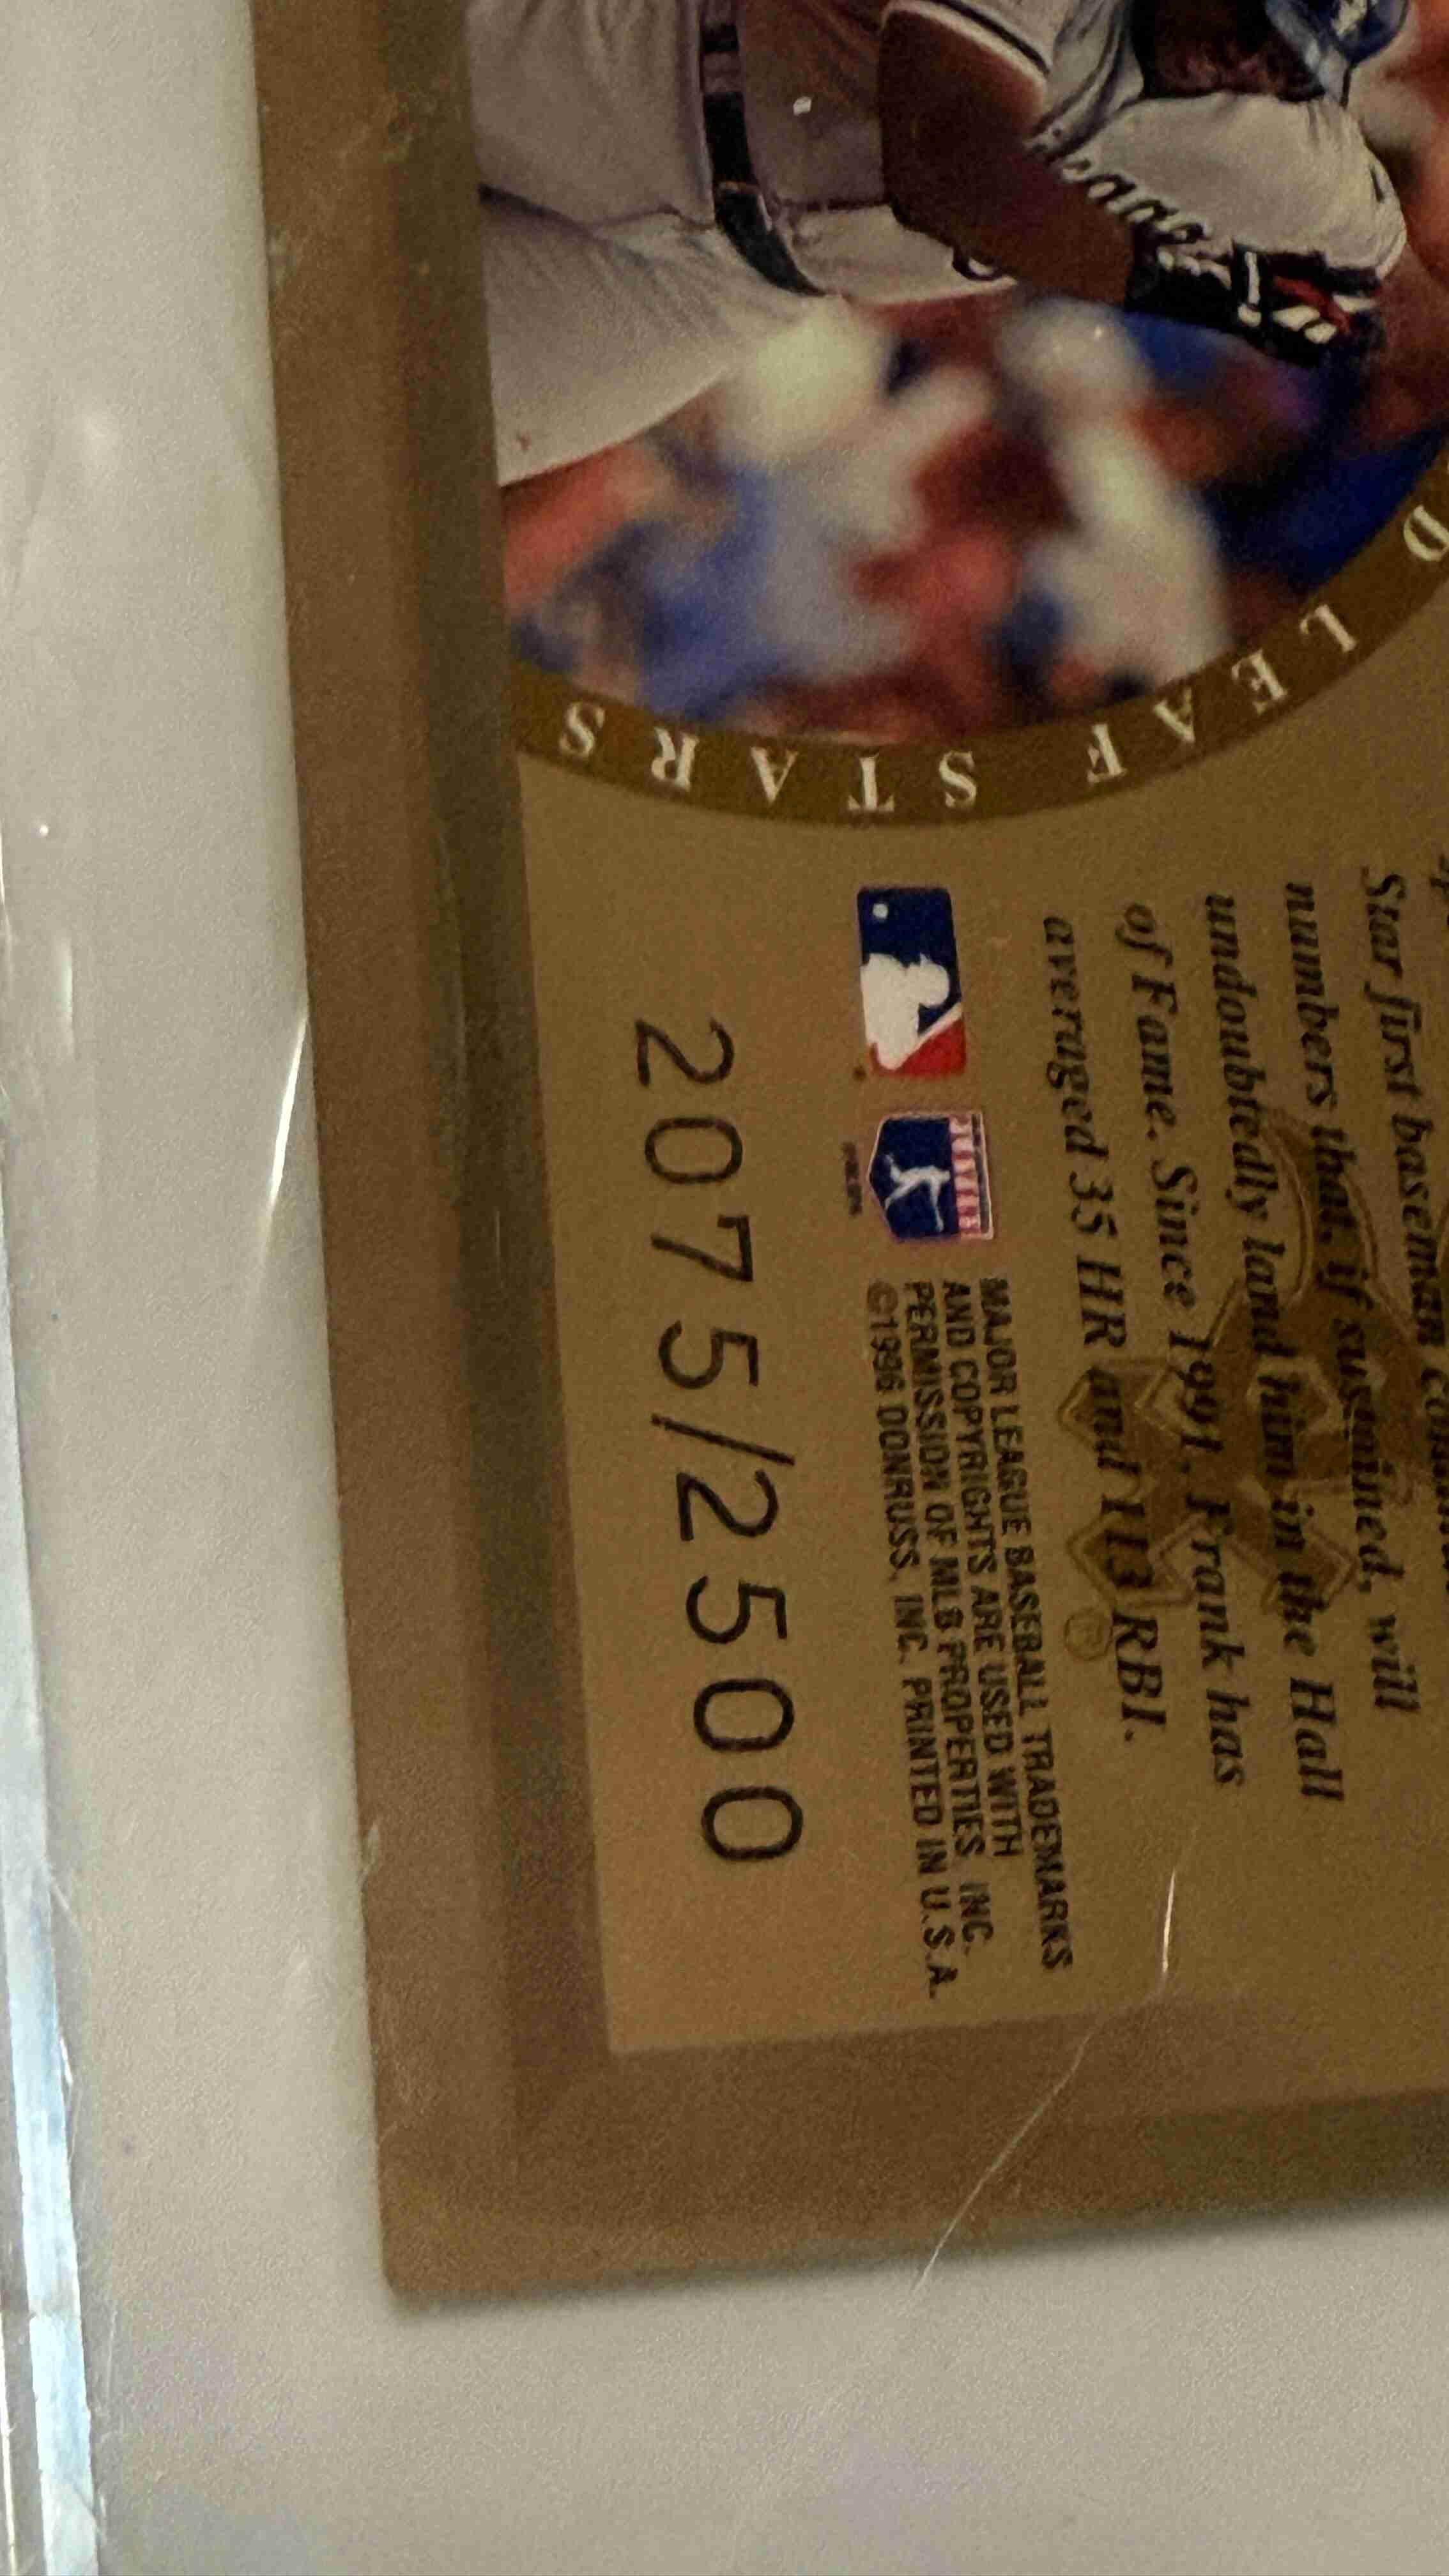 D LEAF STARS
Star first baseman
numbers that, if sustained, will
undoubtedly land him in the Hall
of Fame. Since 1991, Frank has
averaged 35 HR and 113 RBI.
MAJOR LEAGUE BASEBALL TRADEMARKS
AND COPYRIGHTS ARE USED WITH
PERMISSION OF MLB PROPERTIES, INC.
©1996 DONRUSS, INC. PRINTED IN U.S.A.
2075/2500